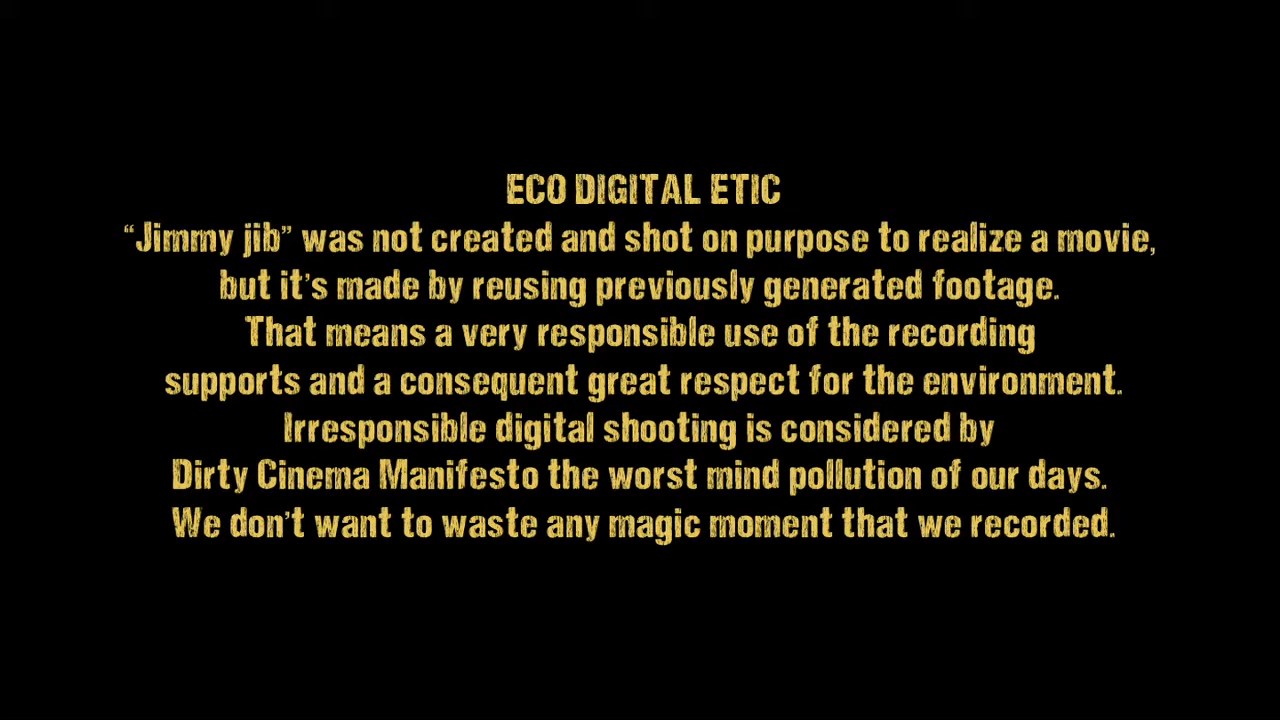 ECO DIGITAL ETIC
“Jimmy jib” was not created and shot on purpose to realize a movie,
but it’s made by reusing previously generated footage.
That means a very responsible use of the recording
supports and a consequent great respect for the environment.
Irresponsible digital shooting is considered by
Dirty Cinema Manifesto the worst mind pollution of our days.
We don’t want to waste any magic moment that we recorded.